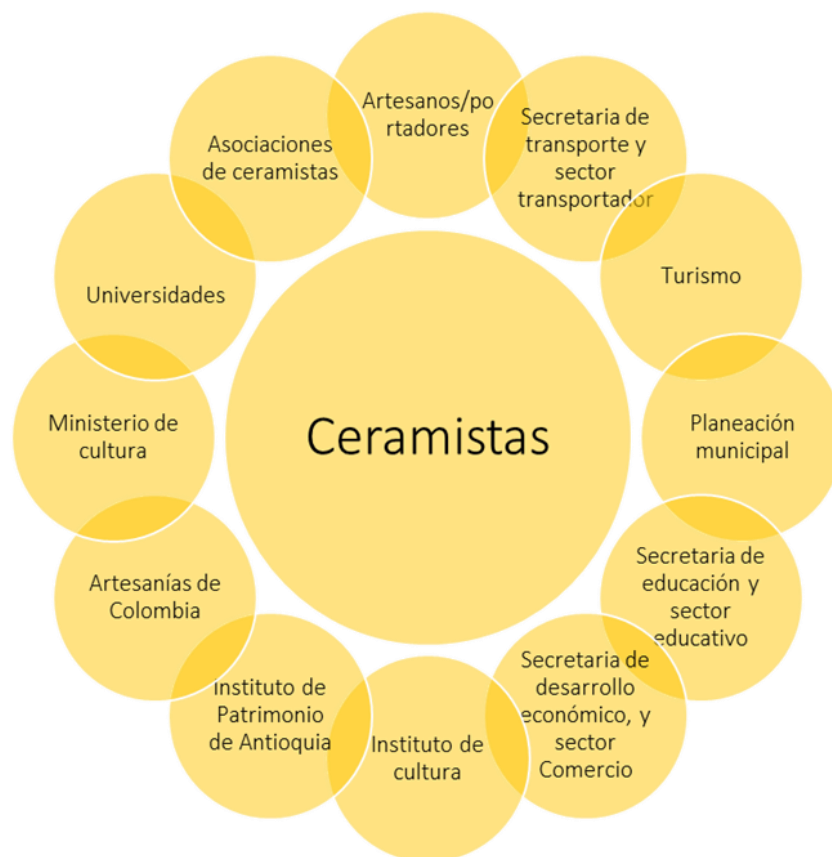 Artesanos/po
rtadores
Secretaria de
transporte y
sector
transportador
Turismo
Planeación
municipal
Secretaria de
educación y
sector
educativo
Secretaria de
desarrollo
económico, y
sector
Comercio
Instituto de
cultura
Instituto de
Patrimonio
de Antioquia
Artesanías de
Colombia
Ministerio de
cultura
Universidades
Asociaciones
de ceramistas
Ceramistas